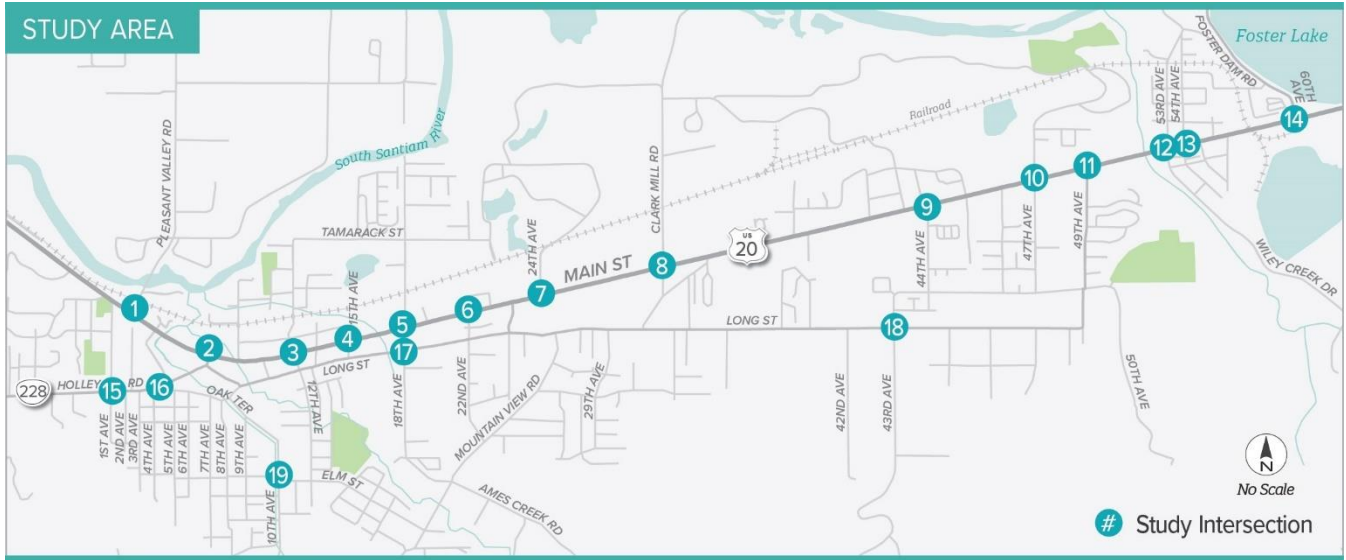 STUDY AREA
Foster Lake
FOSTER DAM RD
60TH AVE
53RD AVE
54TH AVE
14
13
12
11
10
9
Railroad
PLEASANT VALLEY RD
South Santiam River
CLARK MILL RD
TAMARACK ST
24TH AVE
MAIN ST
US
20
8
7
6
5
4
3
2
1
15TH AVE
44TH AVE
47TH AVE
49TH AVE
WILEY CREEK DR
LONG ST
18
17
LONG ST
228
HOLLEY RD
15
16
OAK TER
12TH AVE
18TH AVE
22ND AVE
MOUNTAIN VIEW RD
29TH AVE
42ND AVE
43RD AVE
50TH AVE
1ST AVE
2ND AVE
3RD AVE
4TH AVE
5TH AVE
6TH AVE
7TH AVE
8TH AVE
9TH AVE
19
10TH AVE
ELM ST
AMES CREEK RD
N
No Scale
# Study Intersection